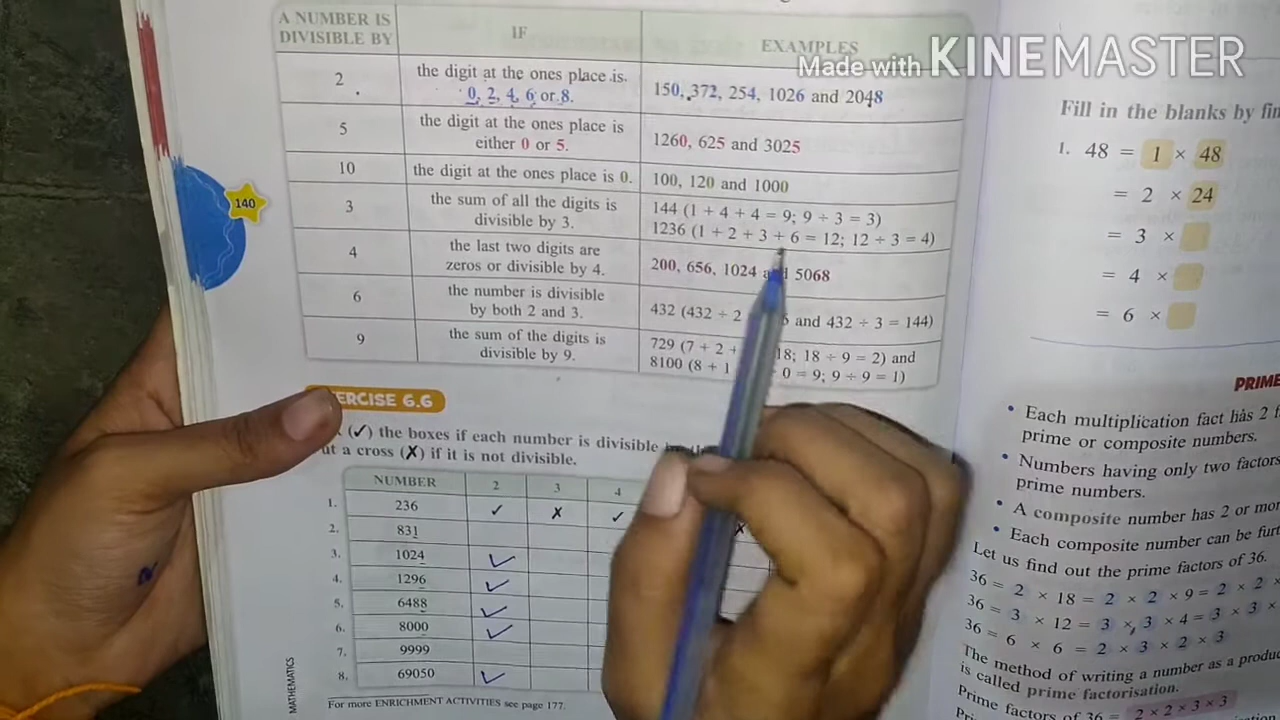 Made with KINEMASTER
A NUMBER IS DIVISIBLE BY IF EXAMPLES
2 the digit at the ones place is 0, 2, 4, 6 or 8. 150, 372, 254, 1026 and 2048
5 the digit at the ones place is either 0 or 5. 1260, 625 and 3025
10 the digit at the ones place is 0. 100, 120 and 1000
3 the sum of all the digits is divisible by 3. 144 (1 + 4 + 4 = 9; 9 ÷ 3 = 3)
1236 (1 + 2 + 3 + 6 = 12; 12 ÷ 3 = 4)
4 the last two digits are zeros or divisible by 4. 200, 656, 1024 5068
6 the number is divisible by both 2 and 3. 432 (432 ÷ 2 and 432 ÷ 3 = 144)
9 the sum of the digits is divisible by 9. 729 (7 + 2 + 18; 18 ÷ 9 = 2) and
8100 (8 + 1 0 = 9; 9 ÷ 9 = 1)
140
6.6
(✓) the boxes if each number is divisible
a cross (✗) if it is not divisible.
NUMBER 2 3 4
1. 236 ✓ ✗ ✓ ✗
2. 831
3. 1024 ✓
4. 1296 ✓
5. 6488 ✓
6. 8000 ✓
7. 9999
8. 69050 ✓
MATHEMATICS
For more ENRICHMENT ACTIVITIES see page 177.
Fill in the blanks by
1. 48 = 1 × 48
= 2 × 24
= 3 ×
= 4 ×
= 6 ×
PRIME
• Each multiplication fact has 2
prime or composite numbers.
• Numbers having only two factors
prime numbers.
• A composite number has 2 or
• Each composite number can be
Let us find out the prime factors of 36.
36 = 2 × 18 = 2 × 2 × 9 = 2 × 2 ×
36 = 3 × 12 = 3 × 3 × 4 = 3 × 3 ×
36 = 6 × 6 = 2 × 3 × 2 × 3
The method of writing a number as a
is called prime factorisation.
Prime factors of 36 = 2 × 2 × 3 × 3